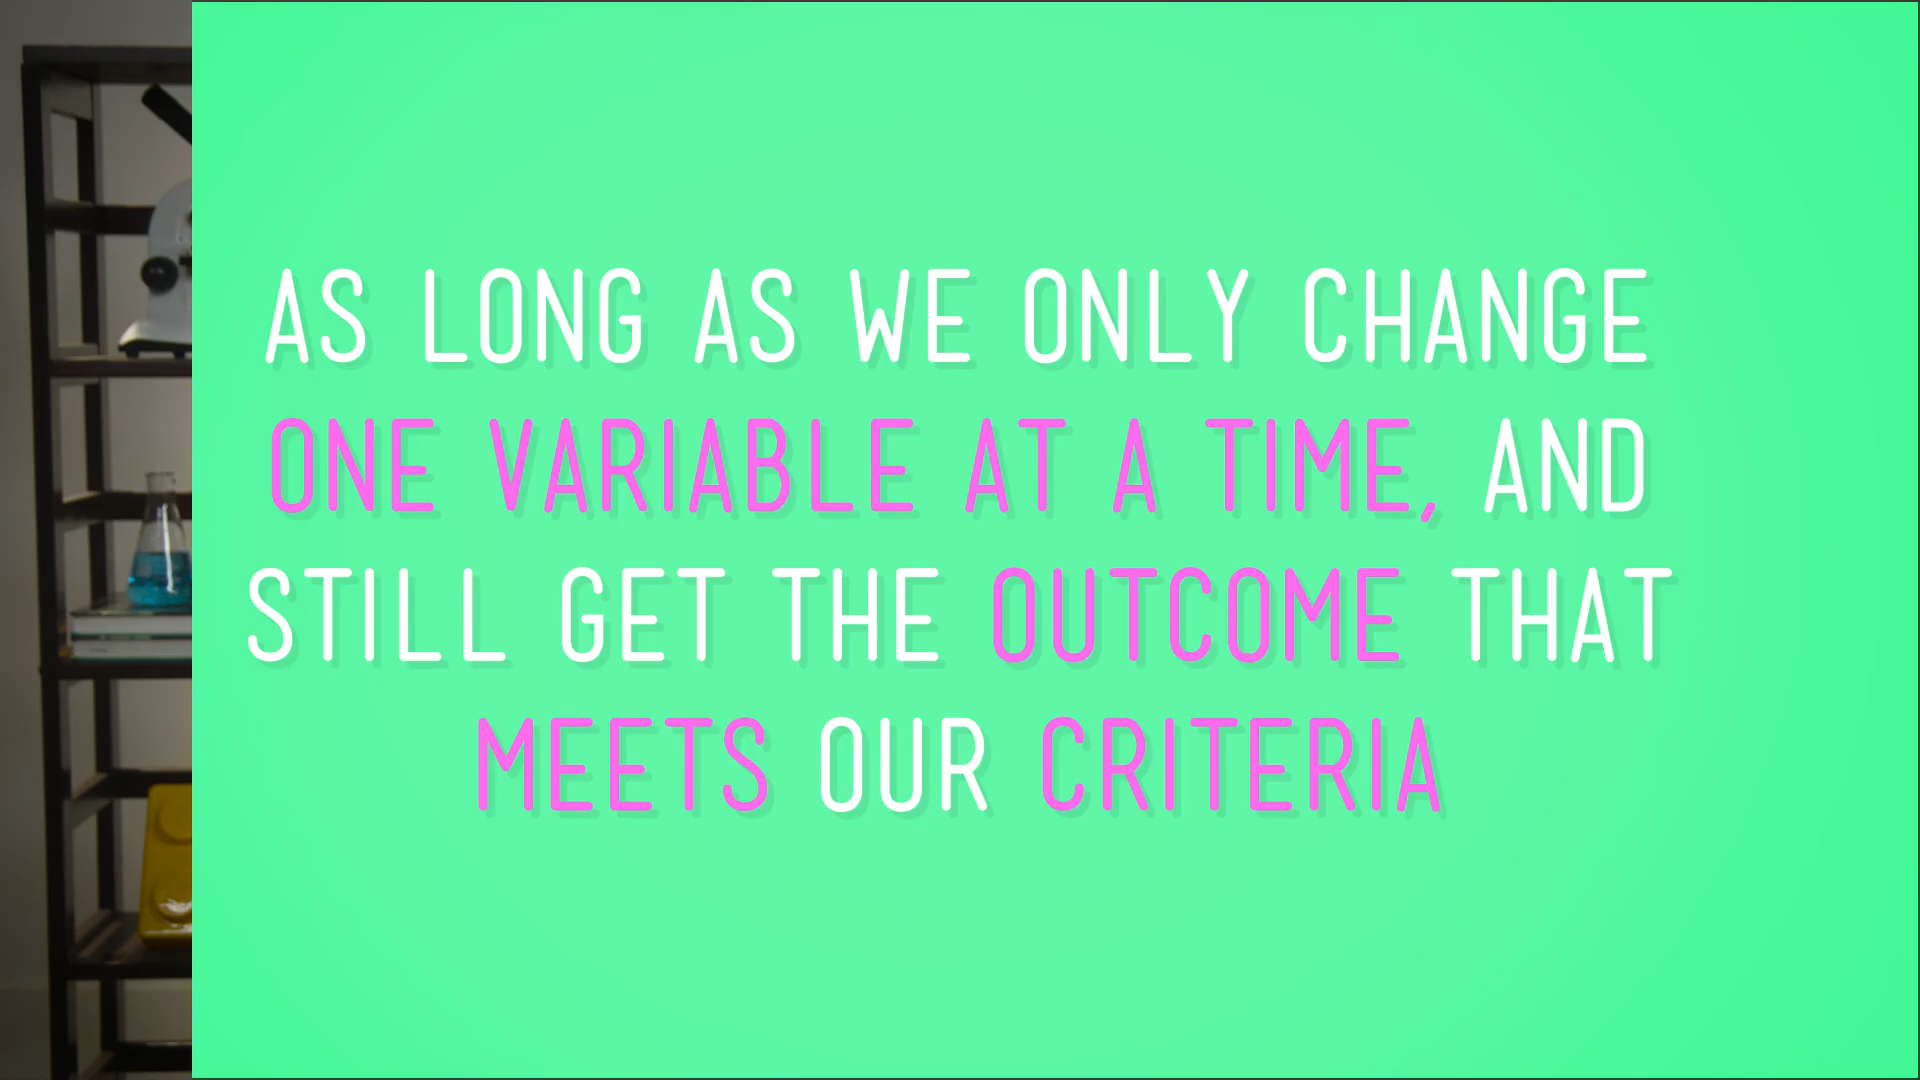 AS LONG AS WE ONLY CHANGE
ONE VARIABLE AT A TIME, AND
STILL GET THE OUTCOME THAT
MEETS OUR CRITERIA